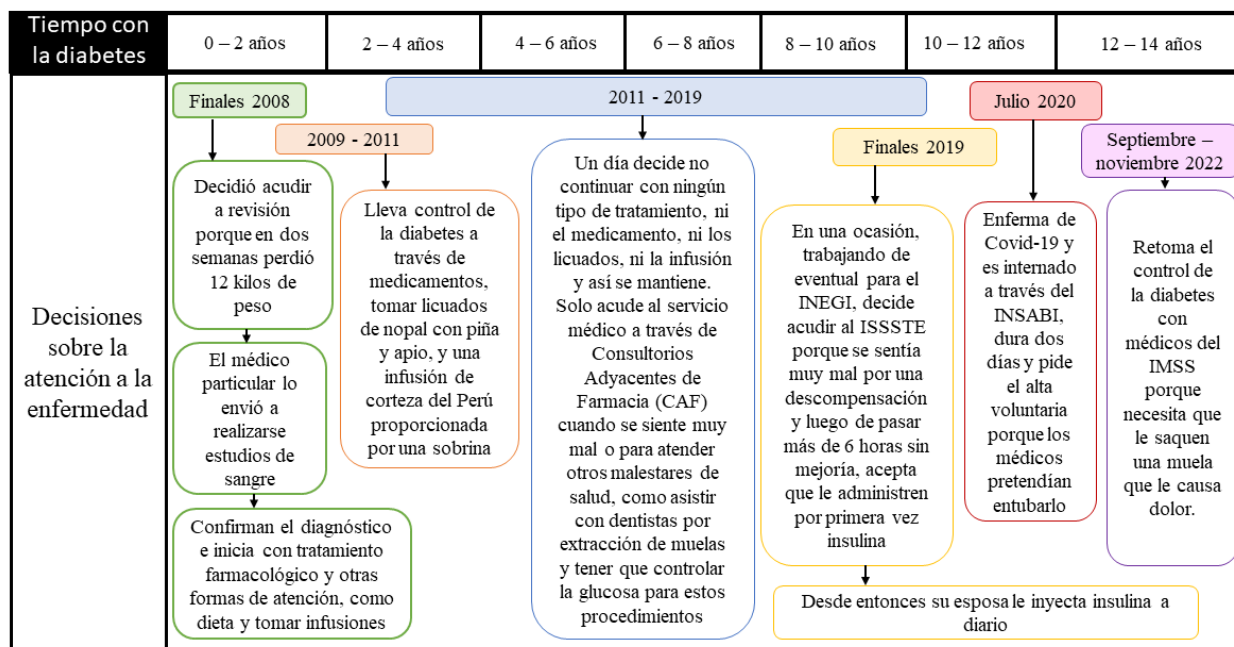 Tiempo con
la diabetes
0 – 2 años
2 – 4 años
4 – 6 años
6 – 8 años
8 – 10 años
10 – 12 años
12 – 14 años
Decisiones
sobre la
atención a la
enfermedad
Finales 2008
Decidió acudir
a revisión
porque en dos
semanas perdió
12 kilos de
peso
El médico
particular lo
envió a
realizarse
estudios de
sangre
Confirman el diagnóstico
e inicia con tratamiento
farmacológico y otras
formas de atención, como
dieta y tomar infusiones
2009 - 2011
Lleva control de
la diabetes a
través de
medicamentos,
tomar licuados
de nopal con piña
y apio, y una
infusión de
corteza del Perú
proporcionada
por una sobrina
2011 - 2019
Un día decide no
continuar con ningún
tipo de tratamiento, ni
el medicamento, ni los
licuados, ni la infusión
y así se mantiene.
Solo acude al servicio
médico a través de
Consultorios
Adyacentes de
Farmacia (CAF)
cuando se siente muy
mal o para atender
otros malestares de
salud, como asistir
con dentistas por
extracción de muelas
y tener que controlar
la glucosa para estos
procedimientos
Finales 2019
En una ocasión,
trabajando de
eventual para el
INEGI, decide
acudir al ISSSTE
porque se sentía
muy mal por una
descompensación
y luego de pasar
más de 6 horas sin
mejoría, acepta
que le administren
por primera vez
insulina
Desde entonces su esposa le inyecta insulina a
diario
Julio 2020
Enferma de
Covid-19 y
es internado
a través del
INSABI,
dura dos
días y pide
el alta
voluntaria
porque los
médicos
pretendían
entubarlo
Septiembre –
noviembre 2022
Retoma el
control de
la diabetes
con
médicos del
IMSS
porque
necesita que
le saquen
una muela
que le causa
dolor.